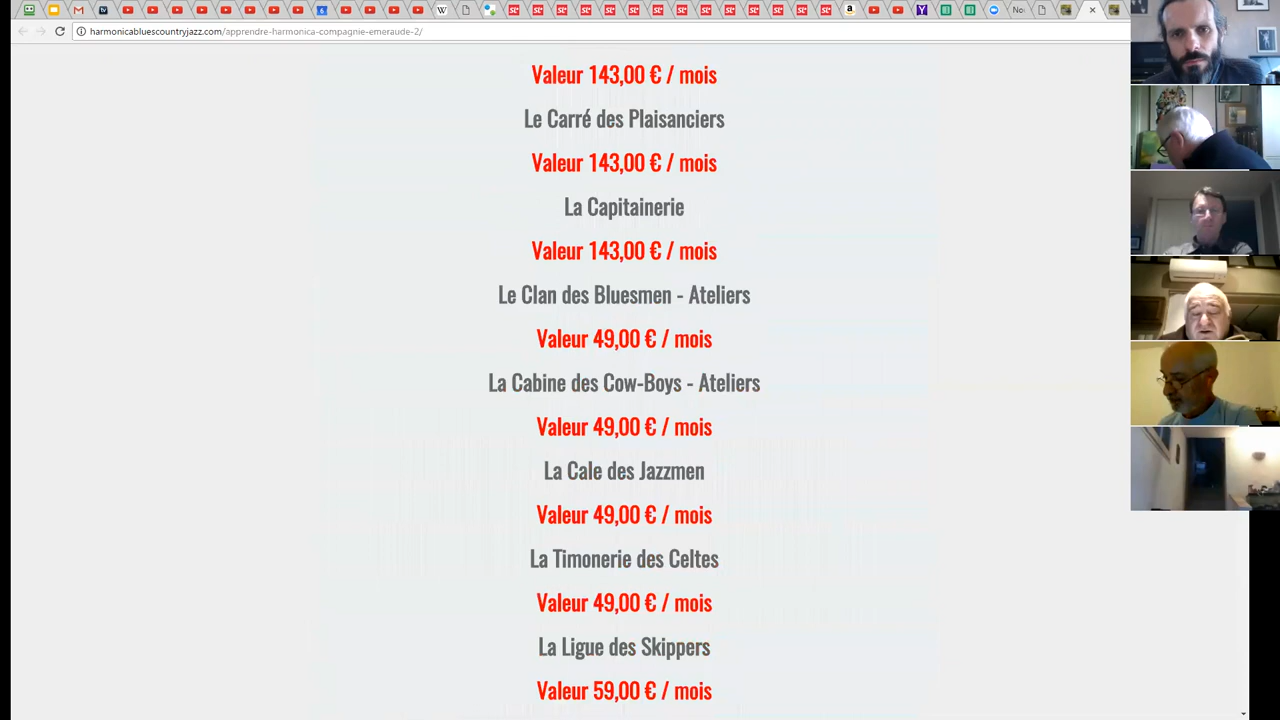 harmonicabluescountryjazz.com/apprendre-harmonica-compagnie-emeraude-2/
Valeur 143,00 € / mois
Le Carré des Plaisanciers
Valeur 143,00 € / mois
La Capitainerie
Valeur 143,00 € / mois
Le Clan des Bluesmen - Ateliers
Valeur 49,00 € / mois
La Cabine des Cow-Boys - Ateliers
Valeur 49,00 € / mois
La Cale des Jazzmen
Valeur 49,00 € / mois
La Timonerie des Celtes
Valeur 49,00 € / mois
La Ligue des Skippers
Valeur 59,00 € / mois